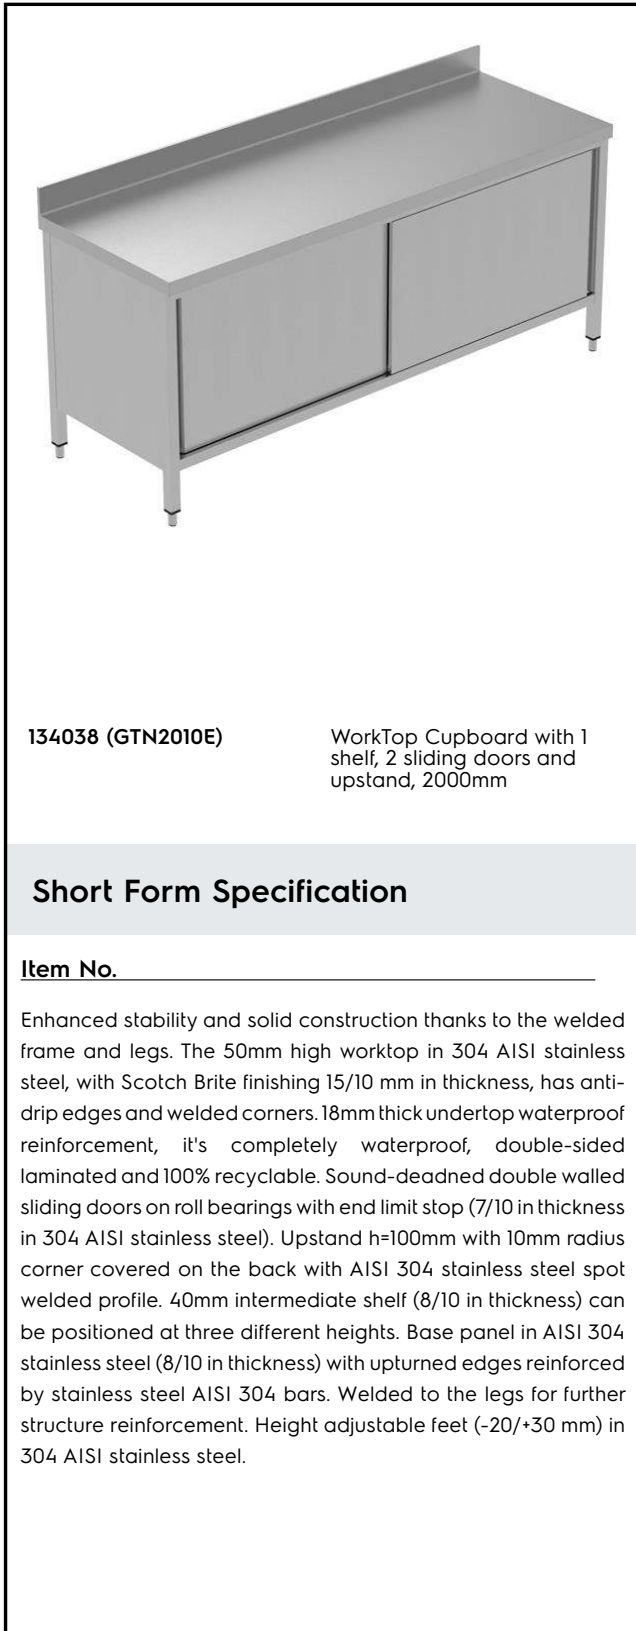 134038 (GTN2010E)
WorkTop Cupboard with 1
shelf, 2 sliding doors and
upstand, 2000mm
Short Form Specification
Item No.
Enhanced stability and solid construction thanks to the welded
frame and legs. The 50mm high worktop in 304 AISI stainless
steel, with Scotch Brite finishing 15/10 mm in thickness, has anti-
drip edges and welded corners. 18mm thick undertop waterproof
reinforcement, it's completely waterproof, double-sided
laminated and 100% recyclable. Sound-deadned double walled
sliding doors on roll bearings with end limit stop (7/10 in thickness
in 304 AISI stainless steel). Upstand h=100mm with 10mm radius
corner covered on the back with AISI 304 stainless steel spot
welded profile. 40mm intermediate shelf (8/10 in thickness) can
be positioned at three different heights. Base panel in AISI 304
stainless steel (8/10 in thickness) with upturned edges reinforced
by stainless steel AISI 304 bars. Welded to the legs for further
structure reinforcement. Height adjustable feet (-20/+30 mm) in
304 AISI stainless steel.